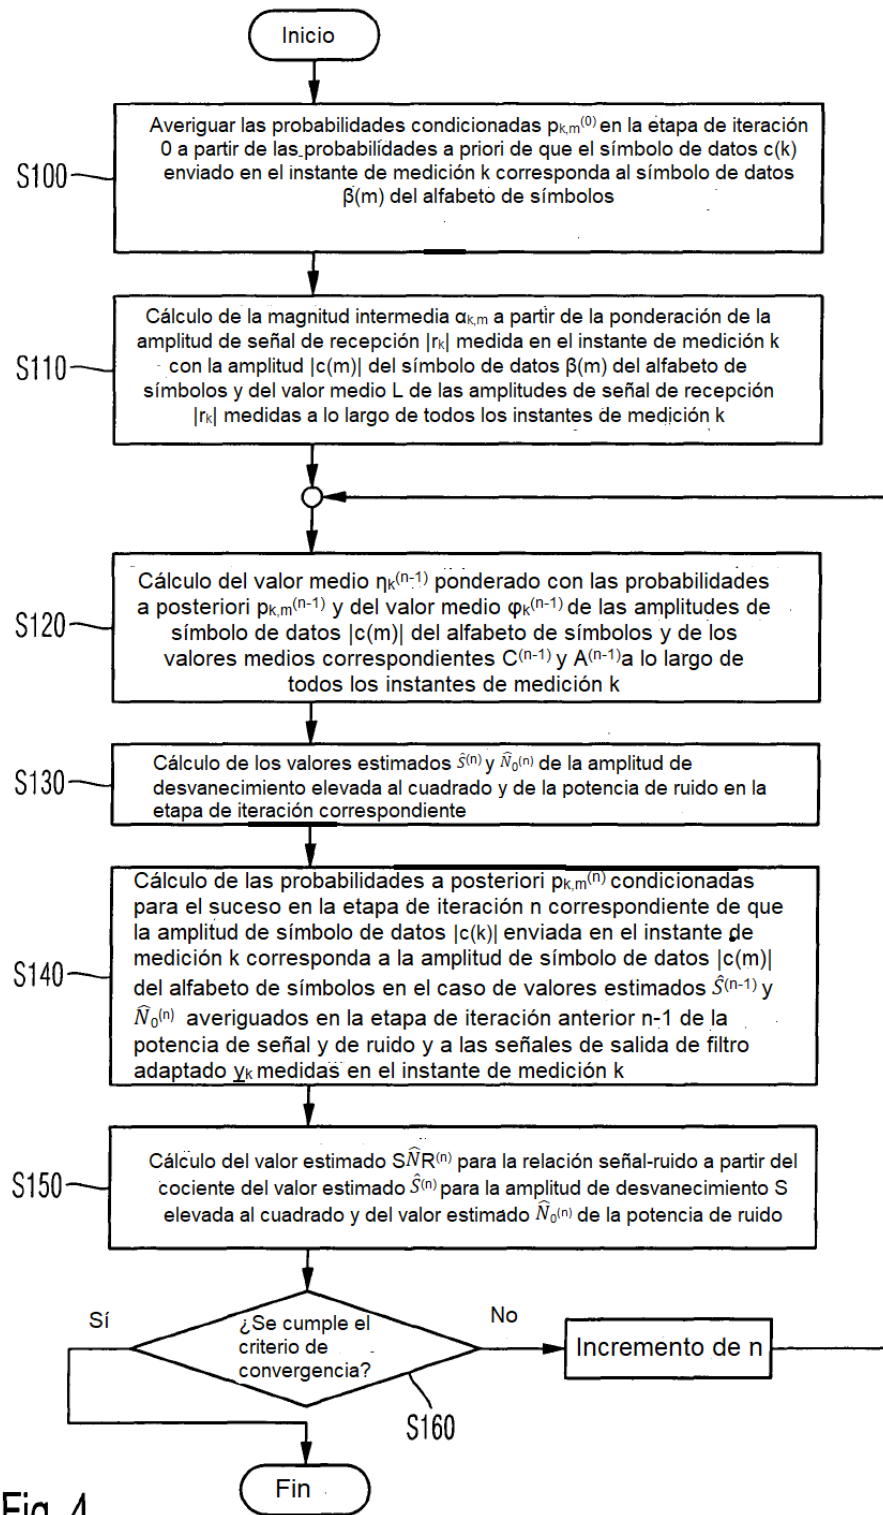 Inicio
S100
Averiguar las probabilidades condicionadas pk,m(0) en la etapa de iteración
0 a partir de las probabilidades a priori de que el símbolo de datos c(k)
enviado en el instante de medición k corresponda al símbolo de datos
β(m) del alfabeto de símbolos
S110
Cálculo de la magnitud intermedia αk,m a partir de la ponderación de la
amplitud de señal de recepción |rk| medida en el instante de medición k
con la amplitud |c(m)| del símbolo de datos β(m) del alfabeto de
símbolos y del valor medio L de las amplitudes de señal de recepción
|rk| medidas a lo largo de todos los instantes de medición k
S120
Cálculo del valor medio ηk(n-1) ponderado con las probabilidades
a posteriori pk,m(n-1) y del valor medio φk(n-1) de las amplitudes de
símbolo de datos |c(m)| del alfabeto de símbolos y de los
valores medios correspondientes C(n-1) y A(n-1)a lo largo de
todos los instantes de medición k
S130
Cálculo de los valores estimados Ŝ(n) y N̂0(n) de la amplitud de
desvanecimiento elevada al cuadrado y de la potencia de ruido en la
etapa de iteración correspondiente
S140
Cálculo de las probabilidades a posteriori pk,m(n) condicionadas
para el suceso en la etapa de iteración n correspondiente de que
la amplitud de símbolo de datos |c(k)| enviada en el instante de
medición k corresponda a la amplitud de símbolo de datos |c(m)|
del alfabeto de símbolos en el caso de valores estimados Ŝ(n-1) y
N̂0(n) averiguados en la etapa de iteración anterior n-1 de la
potencia de señal y de ruido y a las señales de salida de filtro
adaptado yk medidas en el instante de medición k
S150
Cálculo del valor estimado SN̂R(n) para la relación señal-ruido a partir del
cociente del valor estimado Ŝ(n) para la amplitud de desvanecimiento S
elevada al cuadrado y del valor estimado N̂0(n) de la potencia de ruido
Sí
¿Se cumple el
criterio de
convergencia?
No
Incremento de n
S160
Fin
Fig. 4